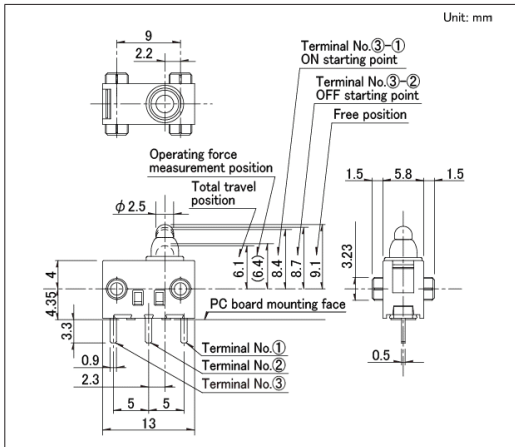 Unit: mm
9
2.2
Terminal No.③-①
ON starting point
Terminal No.③-②
OFF starting point
Free position
Operating force
measurement position
Total travel
position
φ2.5
1.5
5.8
1.5
6.1
(6.4)
8.4
8.7
9.1
3.23
4
4.35
PC board mounting face
3.3
0.9
2.3
Terminal No.①
Terminal No.②
Terminal No.③
0.5
5
5
13